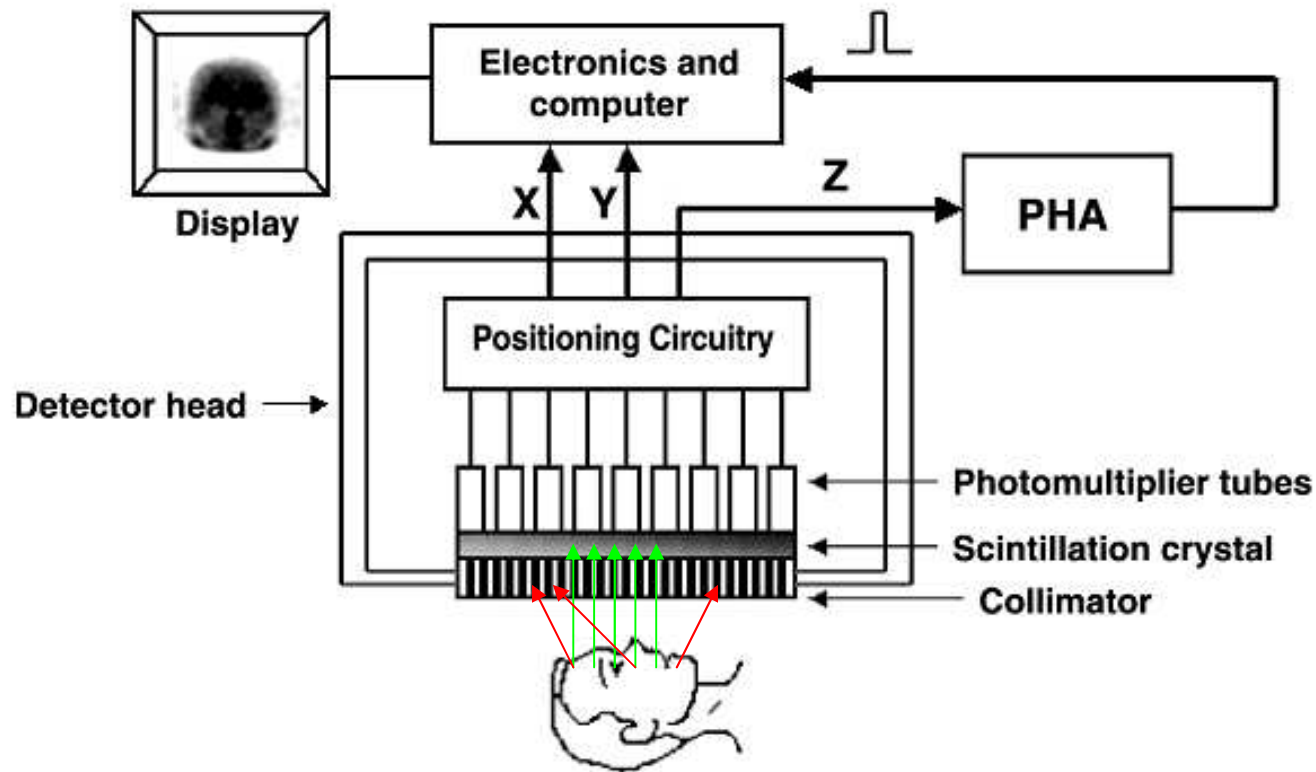 Electronics and
computer
Z
X
Y
PHA
Display
Positioning Circuitry
Detector head
Photomultiplier tubes
Scintillation crystal
Collimator